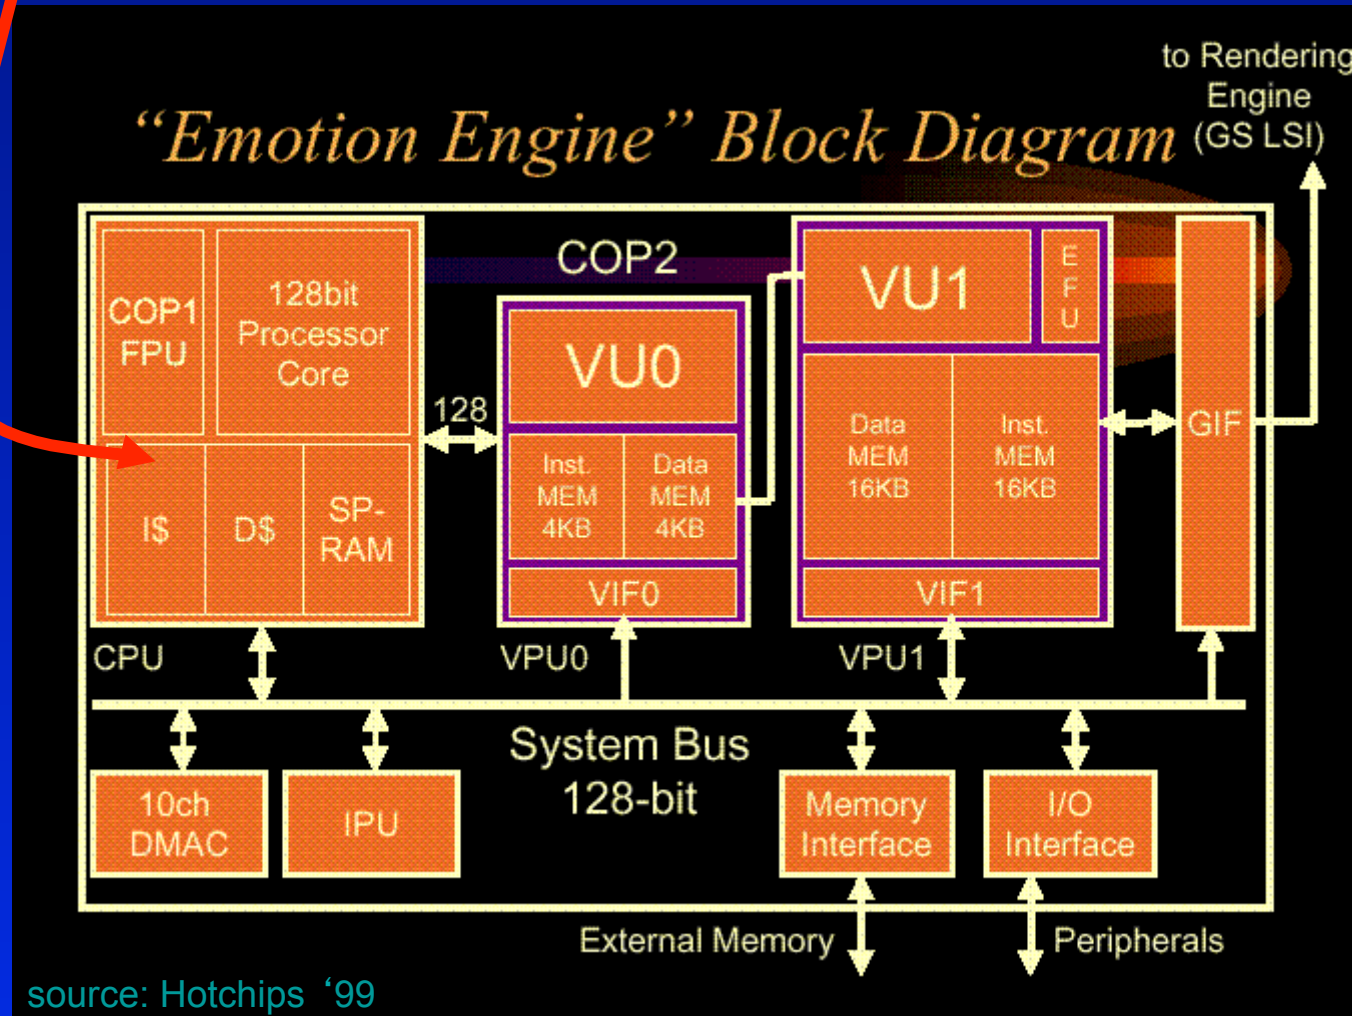 to Rendering
Engine
(GS LSI)
“Emotion Engine” Block Diagram
COP1
FPU
128bit
Processor
Core
I$
D$
SP-
RAM
CPU
128
COP2
VU0
Inst.
MEM
4KB
Data
MEM
4KB
VIF0
VPU0
VU1
E
F
U
Data
MEM
16KB
Inst.
MEM
16KB
VIF1
VPU1
GIF
System Bus
128-bit
10ch
DMAC
IPU
Memory
Interface
I/O
Interface
External Memory
Peripherals
source: Hotchips ‘99